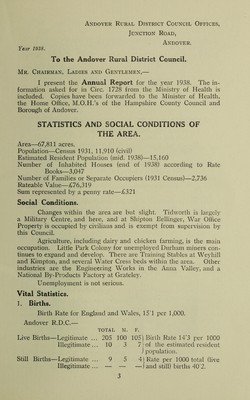 ANDOVER RURAL DISTRICT COUNCIL OFFICES,
JUNCTION ROAD,
ANDOVER.
Year 1938.
To the Andover Rural District Council.
MR. CHAIRMAN, LADIES AND GENTLEMEN,—
I present the Annual Report for the year 1938. The in-
formation asked for is Circ. 1728 from the Ministry of Health is
included. Copies have been forwarded to the Minister of Health,
the Home Office, M.O.H.'s of the Hampshire County Council and
Borough of Andover.
STATISTICS AND SOCIAL CONDITIONS OF
THE AREA.
Area—67,811 acres.
Population—Census 1931, 11,910 (civil)
Estimated Resident Population (mid. 1938)—15,160
Number of Inhabited Houses (end of 1938) according to Rate
Books—3,047
Number of Families or Separate Occupiers (1931 Census)—2,736
Rateable Value—£76,319
Sum represented by a penny rate—£321
Social Conditions.
Changes within the area are but slight. Tidworth is largely
a Military Centre, and here, and at Shipton Bellinger, War Office
Property is occupied by civilians and is exempt from supervision by
this Council.
Agriculture, including dairy and chicken farming, is the main
occupation. Little Park Colony for unemployed Durham miners con-
tinues to expand and develop. There are Training Stables at Weyhill
and Kimpton, and several Water Cress beds within the area. Other
industries are the Engineering Works in the Anna Valley, and a
National By-Products Factory at Grateley.
Unemployment is not serious.
Vital Statistics.
1. Births.
Birth Rate for England and Wales, 15'1 per 1,000.
Andover R.D.C.—
TOTAL M. F.
Live Births—Legitimate ... 205 100 105 Birth Rate 14'3 per 1000
Illegitimate ... 10 3 7 of the estimated resident
population.
Still Births—Legitimate ... 9 5 4 Rate per 1000 total (live
Illegitimate ... — — — and still) births 40'2.
3